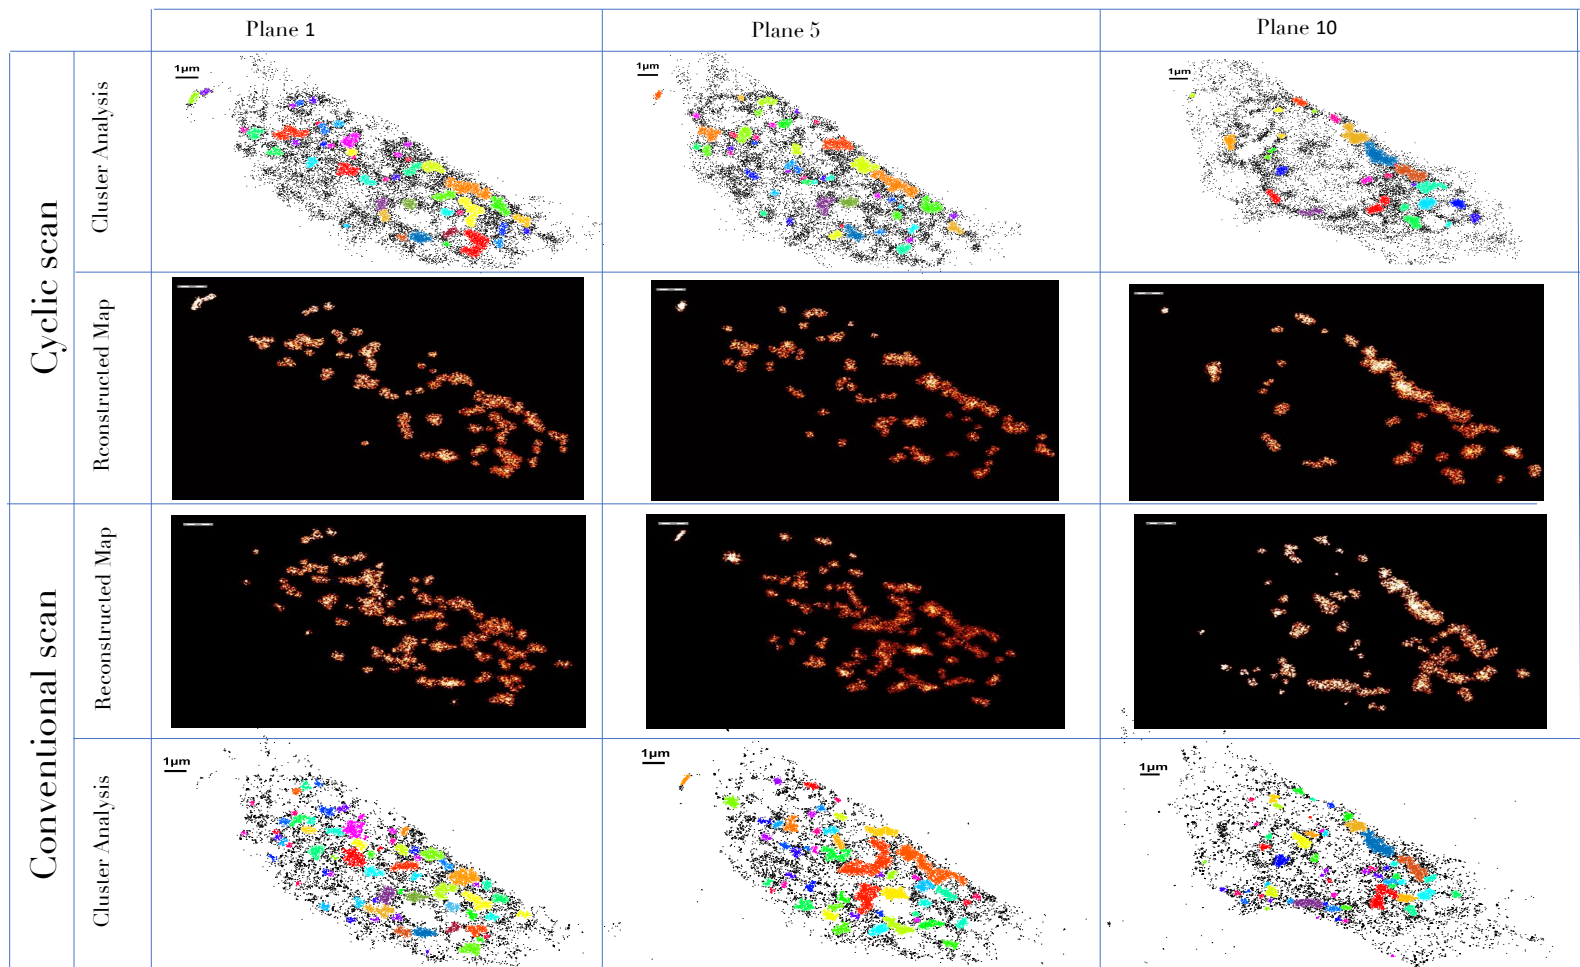 Plane 1
Plane 5
Plane 10
Cyclic scan
Cluster Analysis
1µm
1µm
1µm
Reconstructed Map
Conventional scan
Reconstructed Map
Cluster Analysis
1µm
1µm
1µm